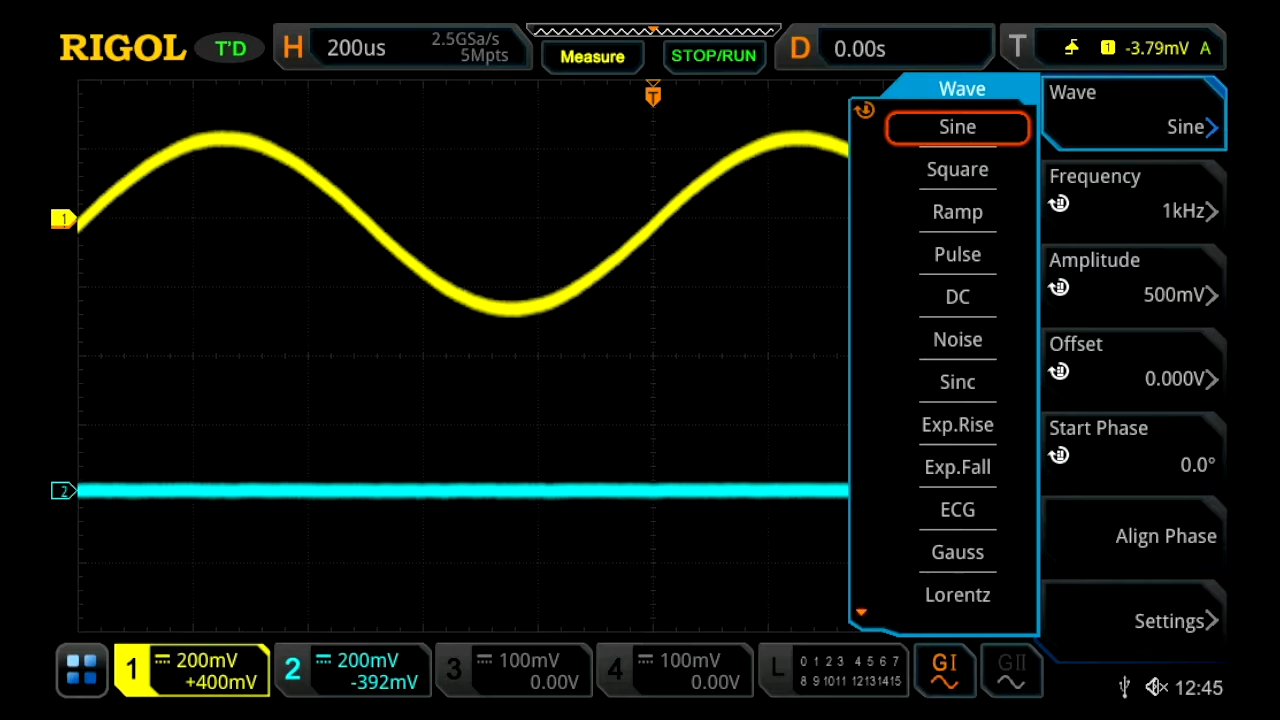 RIGOL
T'D
H
200us
2.5GSa/s
5Mpts
Measure
STOP/RUN
D
0.00s
T
1
-3.79mV
A
T
Wave
Sine
Square
Ramp
Pulse
DC
Noise
Sinc
Exp.Rise
Exp.Fall
ECG
Gauss
Lorentz
Wave
Sine
Frequency
1kHz
Amplitude
500mV
Offset
0.000V
Start Phase
0.0°
Align Phase
Settings
1
2
1
200mV
+400mV
2
200mV
-392mV
3
100mV
0.00V
4
100mV
0.00V
L
0 1 2 3 4 5 6 7
8 9 10 11 12 13 14 15
GI
GII
12:45